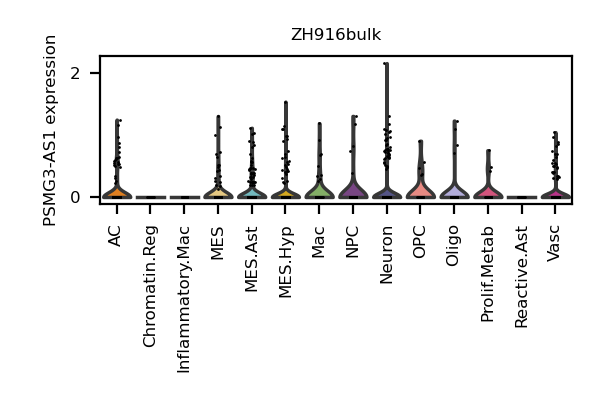 ZH916bulk
PSMG3-AS1 expression
2
0
AC
Chromatin.Reg
Inflammatory.Mac
MES
MES.Ast
MES.Hyp
Mac
NPC
Neuron
OPC
Oligo
Prolif.Metab
Reactive.Ast
Vasc